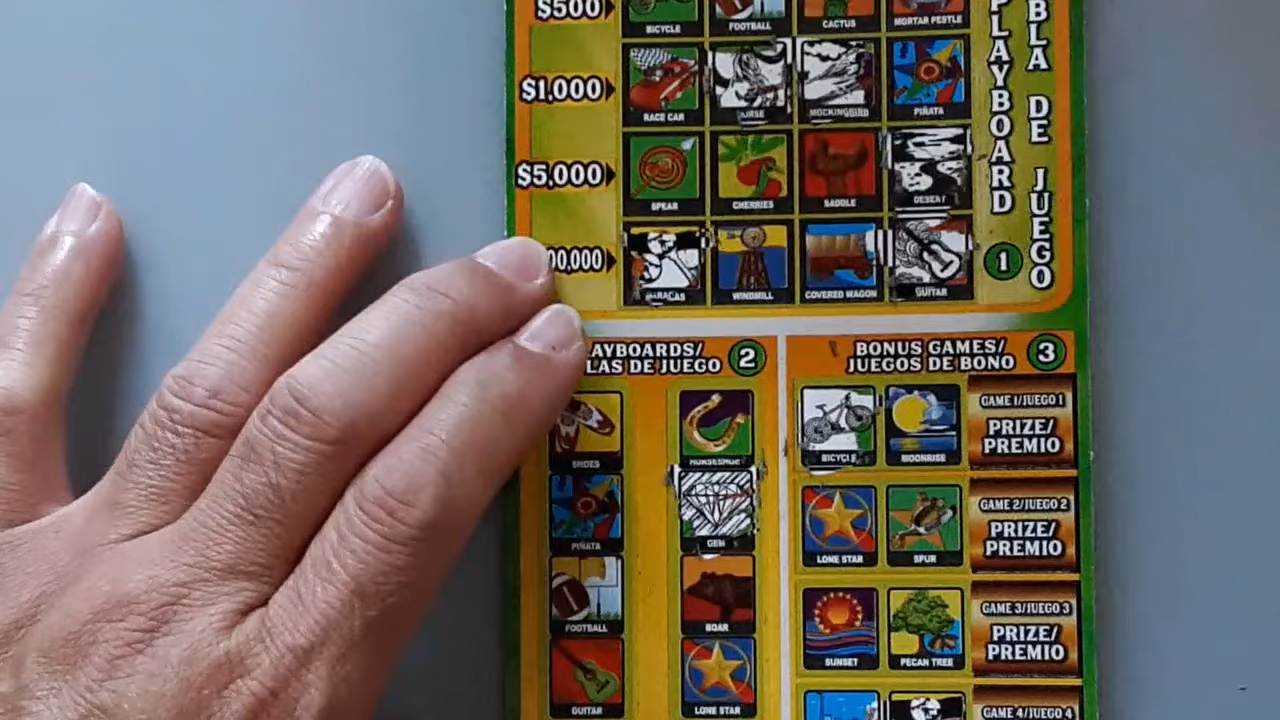 $500
BICYCLE FOOTBALL CACTUS MORTAR PESTLE
$1,000
RACE CAR HORSE MOCKINGBIRD PIÑATA
$5,000
SPEAR CHERRIES SADDLE DESERT
00,000
MARACAS WINDMILL COVERED WAGON GUITAR
PLAYBOARD
BLA DE JUEGO
1
AYBOARDS/
LAS DE JUEGO
2
SHOES HORSESHOE
PIÑATA GEM
FOOTBALL BOAR
GUITAR LONE STAR
BONUS GAMES/
JUEGOS DE BONO
3
BICYCLE MOONRISE
GAME 1/JUEGO 1
PRIZE/
PREMIO
LONE STAR SPUR
GAME 2/JUEGO 2
PRIZE/
PREMIO
SUNSET PECAN TREE
GAME 3/JUEGO 3
PRIZE/
PREMIO
GAME 4/JUEGO 4